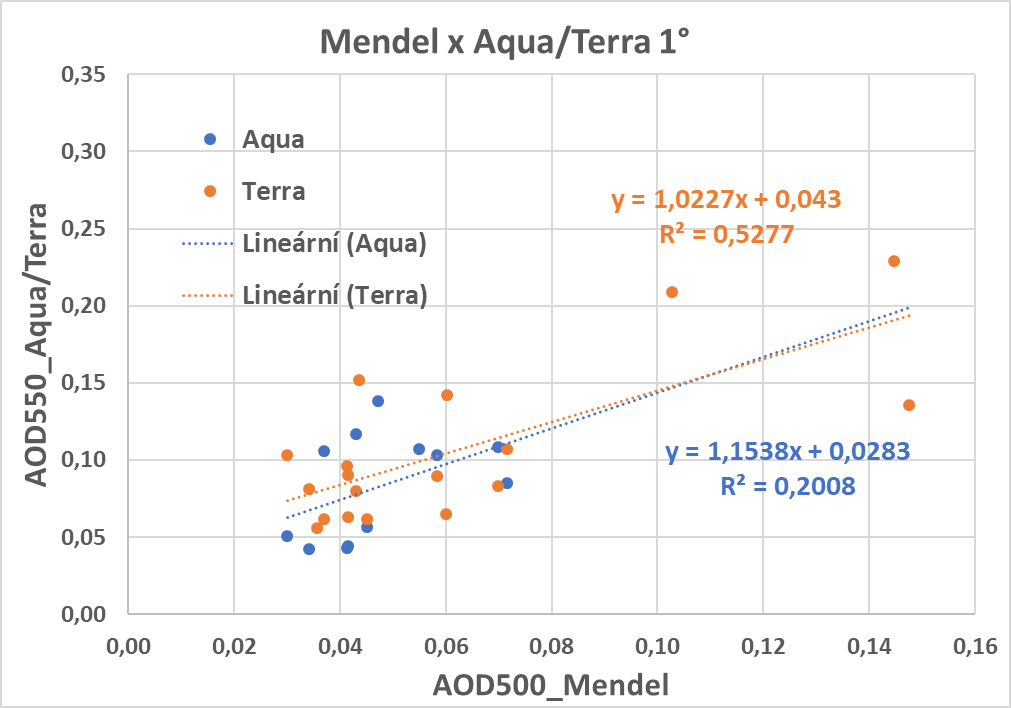 Mendel x Aqua/Terra 1°
0,35
0,30
0,25
0,20
0,15
0,10
0,05
0,00
AOD550_Aqua/Terra
Aqua
Terra
Lineární (Aqua)
Lineární (Terra)
y = 1,0227x + 0,043
R² = 0,5277
y = 1,1538x + 0,0283
R² = 0,2008
0,00 0,02 0,04 0,06 0,08 0,10 0,12 0,14 0,16
AOD500_Mendel